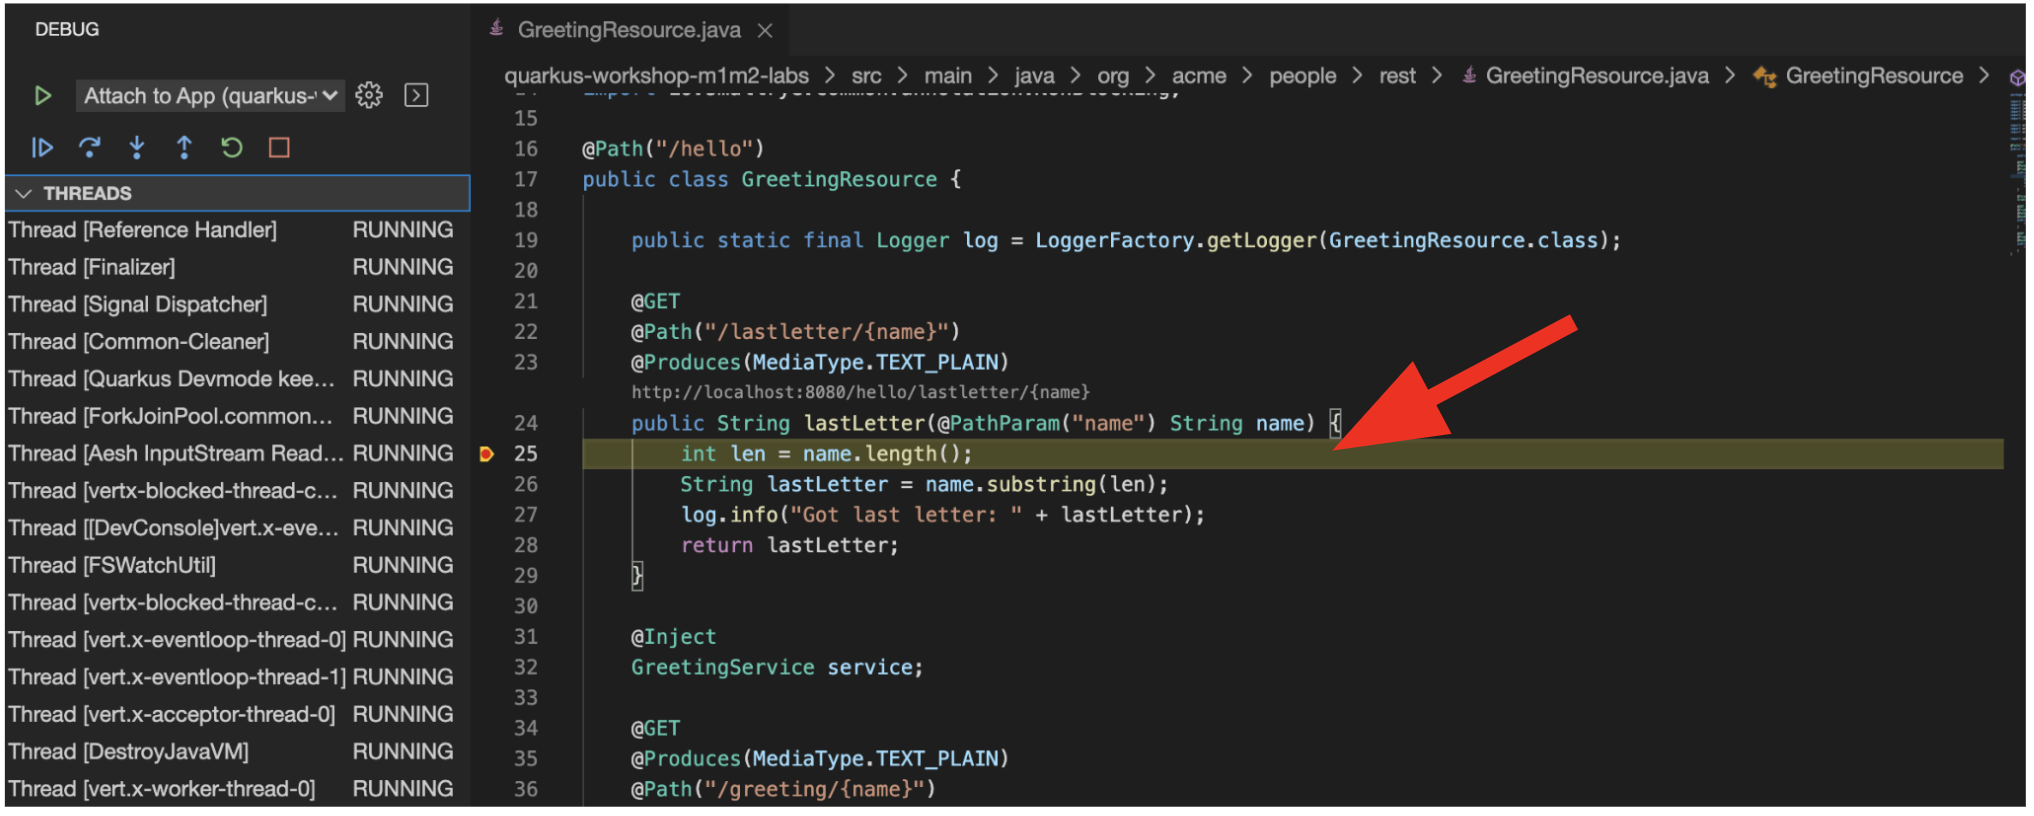 DEBUG
Attach to App (quarkus-
THREADS
Thread [Reference Handler] RUNNING
Thread [Finalizer] RUNNING
Thread [Signal Dispatcher] RUNNING
Thread [Common-Cleaner] RUNNING
Thread [Quarkus Devmode kee... RUNNING
Thread [ForkJoinPool.common... RUNNING
Thread [Aesh InputStream Read... RUNNING
Thread [vertx-blocked-thread-c... RUNNING
Thread [[DevConsole]vert.x-eve... RUNNING
Thread [FSWatchUtil] RUNNING
Thread [vertx-blocked-thread-c... RUNNING
Thread [vert.x-eventloop-thread-0] RUNNING
Thread [vert.x-eventloop-thread-1] RUNNING
Thread [vert.x-acceptor-thread-0] RUNNING
Thread [DestroyJavaVM] RUNNING
Thread [vert.x-worker-thread-0] RUNNING
GreetingResource.java
quarkus-workshop-m1m2-labs > src > main > java > org > acme > people > rest > GreetingResource.java > GreetingResource >
15
16 @Path("/hello")
17 public class GreetingResource {
18
19 public static final Logger log = LoggerFactory.getLogger(GreetingResource.class);
20
21 @GET
22 @Path("/lastletter/{name}")
23 @Produces(MediaType.TEXT_PLAIN)
http://localhost:8080/hello/lastletter/{name}
24 public String lastLetter(@PathParam("name") String name) {
25 int len = name.length();
26 String lastLetter = name.substring(len);
27 log.info("Got last letter: " + lastLetter);
28 return lastLetter;
29 }
30
31 @Inject
32 GreetingService service;
33
34 @GET
35 @Produces(MediaType.TEXT_PLAIN)
36 @Path("/greeting/{name}")